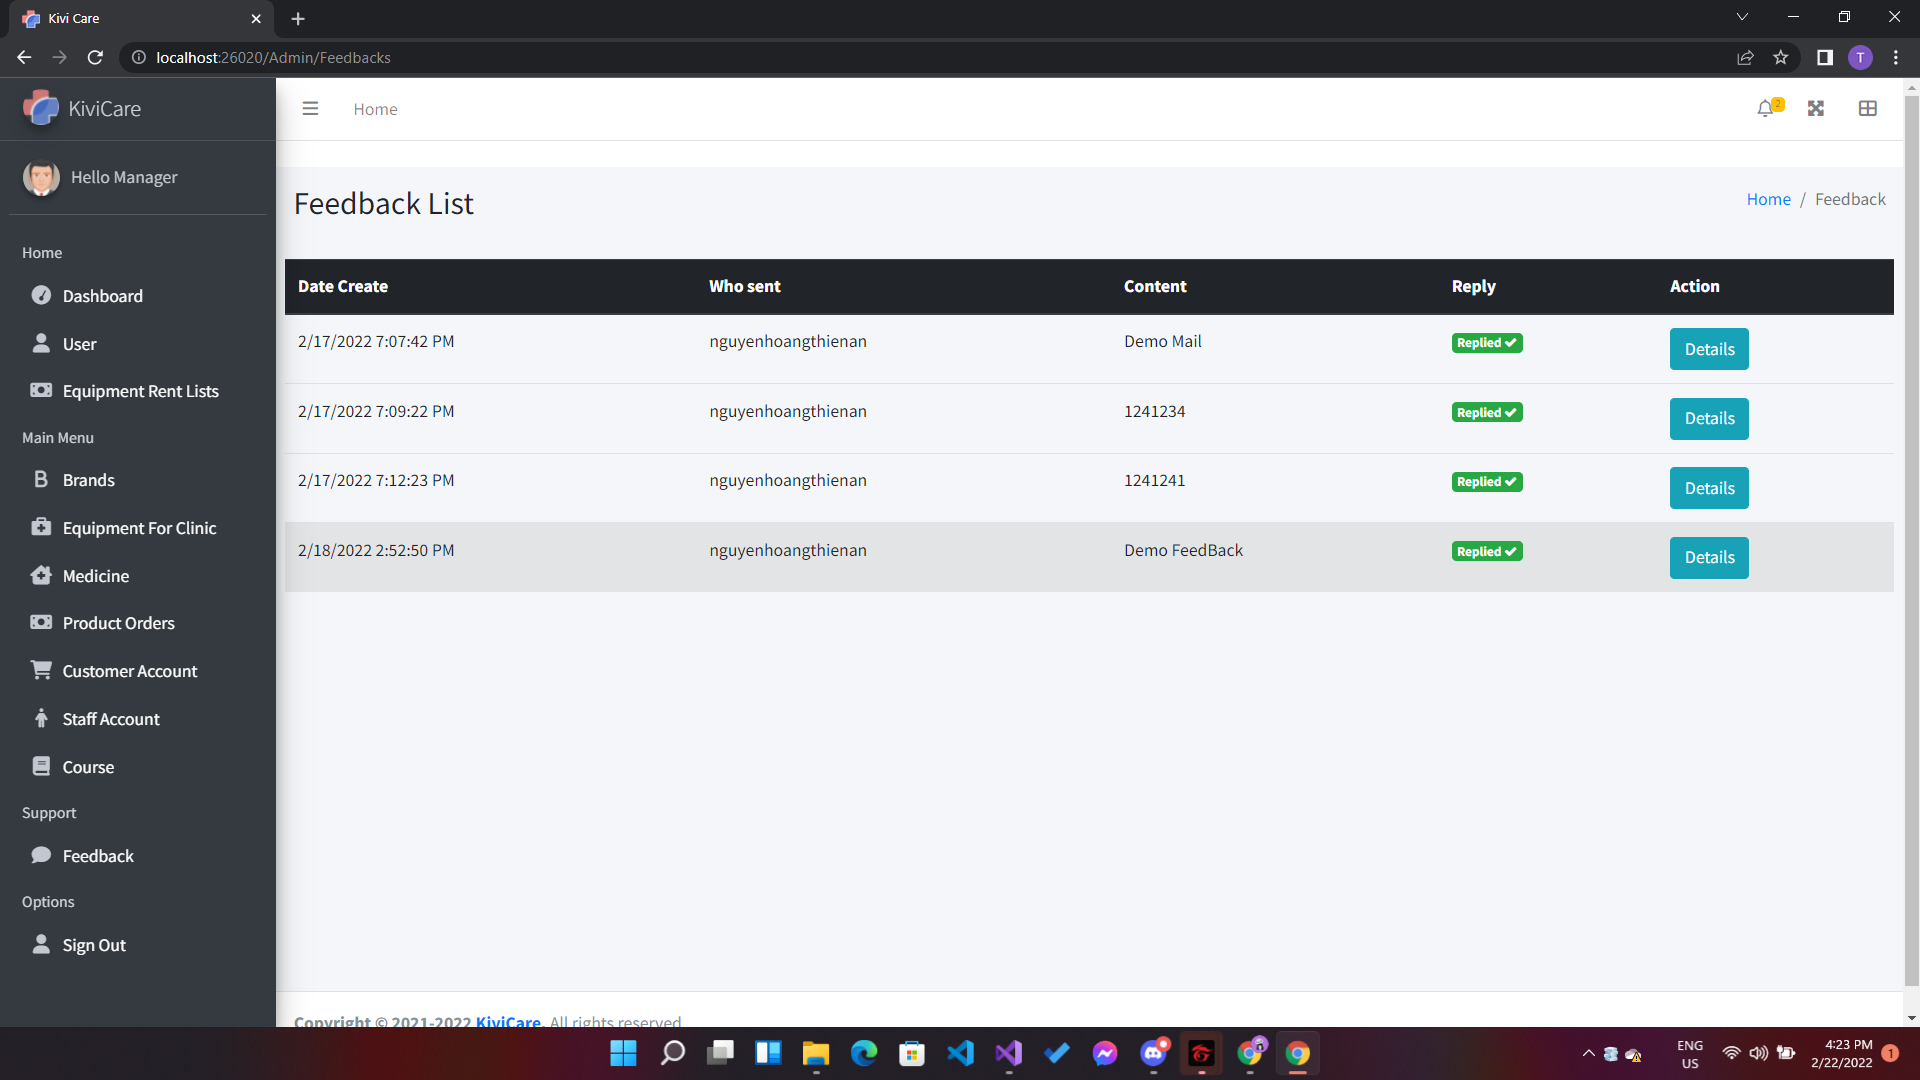 Kivi Care
localhost:26020/Admin/Feedbacks
T
KiviCare
Home
2
Hello Manager
Feedback List
Home / Feedback
Home
Dashboard
User
Equipment Rent Lists
Main Menu
Brands
Equipment For Clinic
Medicine
Product Orders
Customer Account
Staff Account
Course
Support
Feedback
Options
Sign Out
Date Create Who sent Content Reply Action
2/17/2022 7:07:42 PM nguyenhoangthienan Demo Mail Replied Details
2/17/2022 7:09:22 PM nguyenhoangthienan 1241234 Replied Details
2/17/2022 7:12:23 PM nguyenhoangthienan 1241241 Replied Details
2/18/2022 2:52:50 PM nguyenhoangthienan Demo FeedBack Replied Details
Copyright © 2021-2022 KiviCare. All rights reserved
ENG
US
4:23 PM
2/22/2022
1